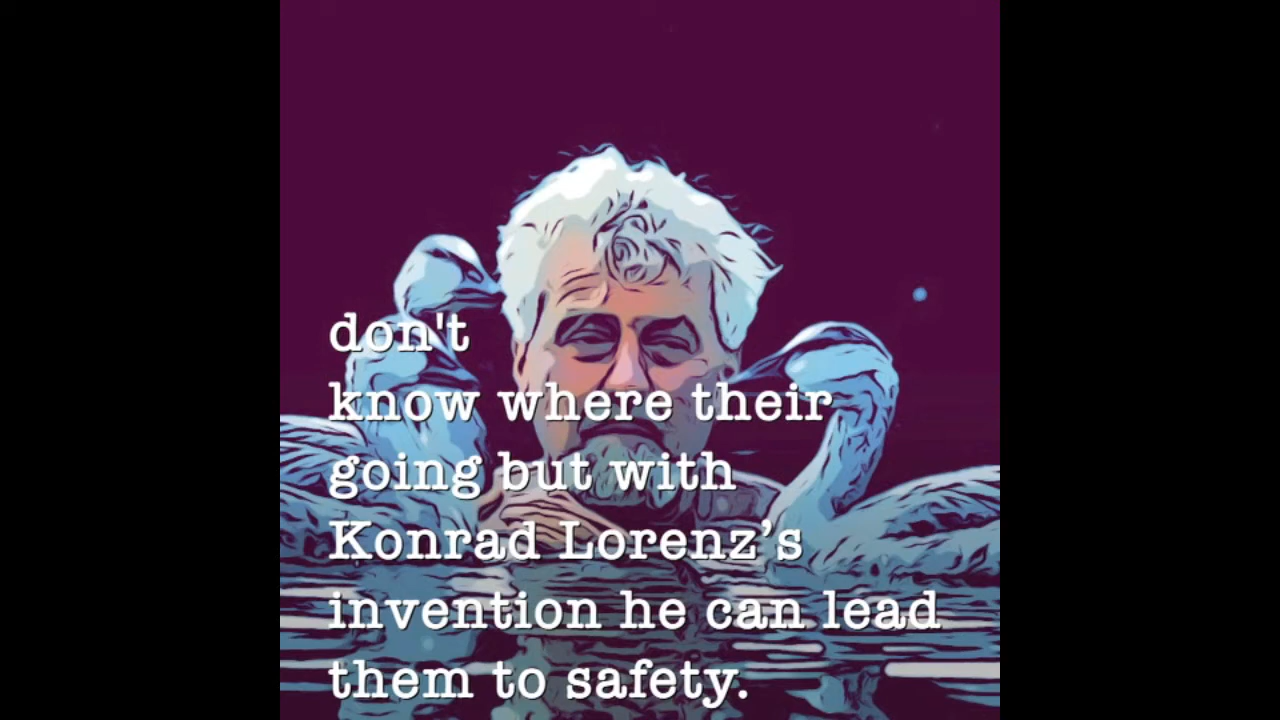 don't
know where their
going but with
Konrad Lorenz’s
invention he can lead
them to safety.